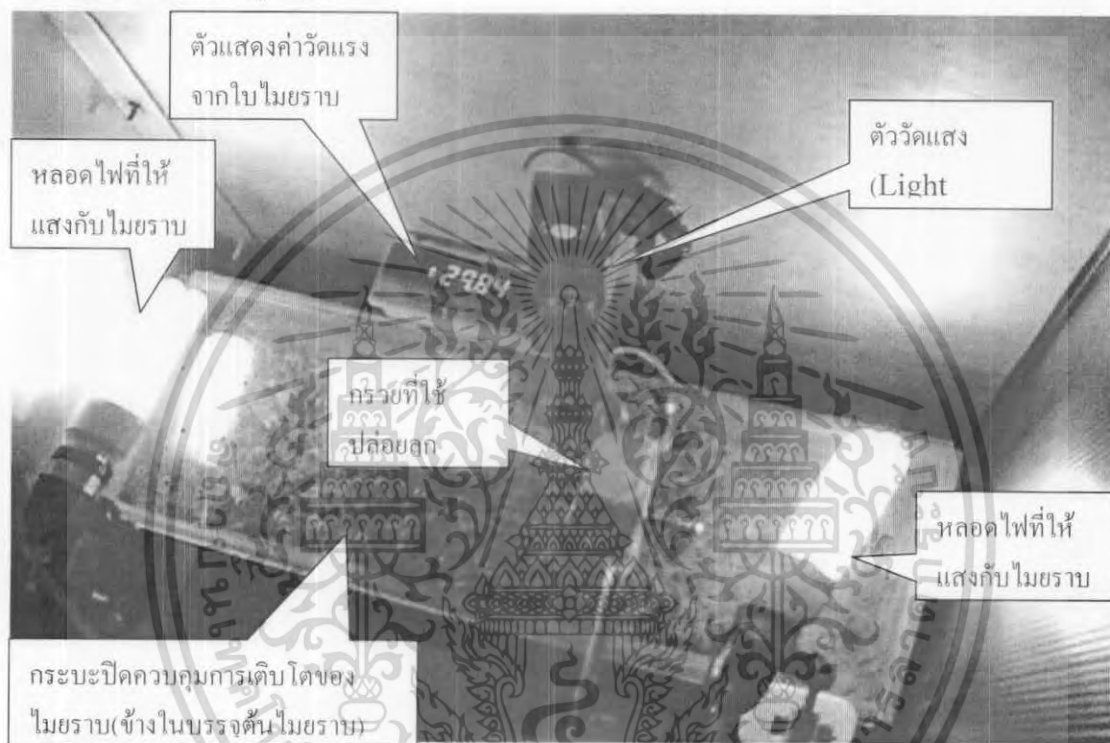 ตัวแสดงค่าวัดแรง
จากใบไมยราบ
ตัววัดแสง
(Light
หลอดไฟที่ให้
แสงกับไมยราบ
2984
กรวยที่ใช้
ปล่อยลูก
หลอดไฟที่ให้
แสงกับไมยราบ
กระบะปิดควบคุมการเติบโตของ
ไมยราบ(ข้างในบรรจุต้นไมยราบ)